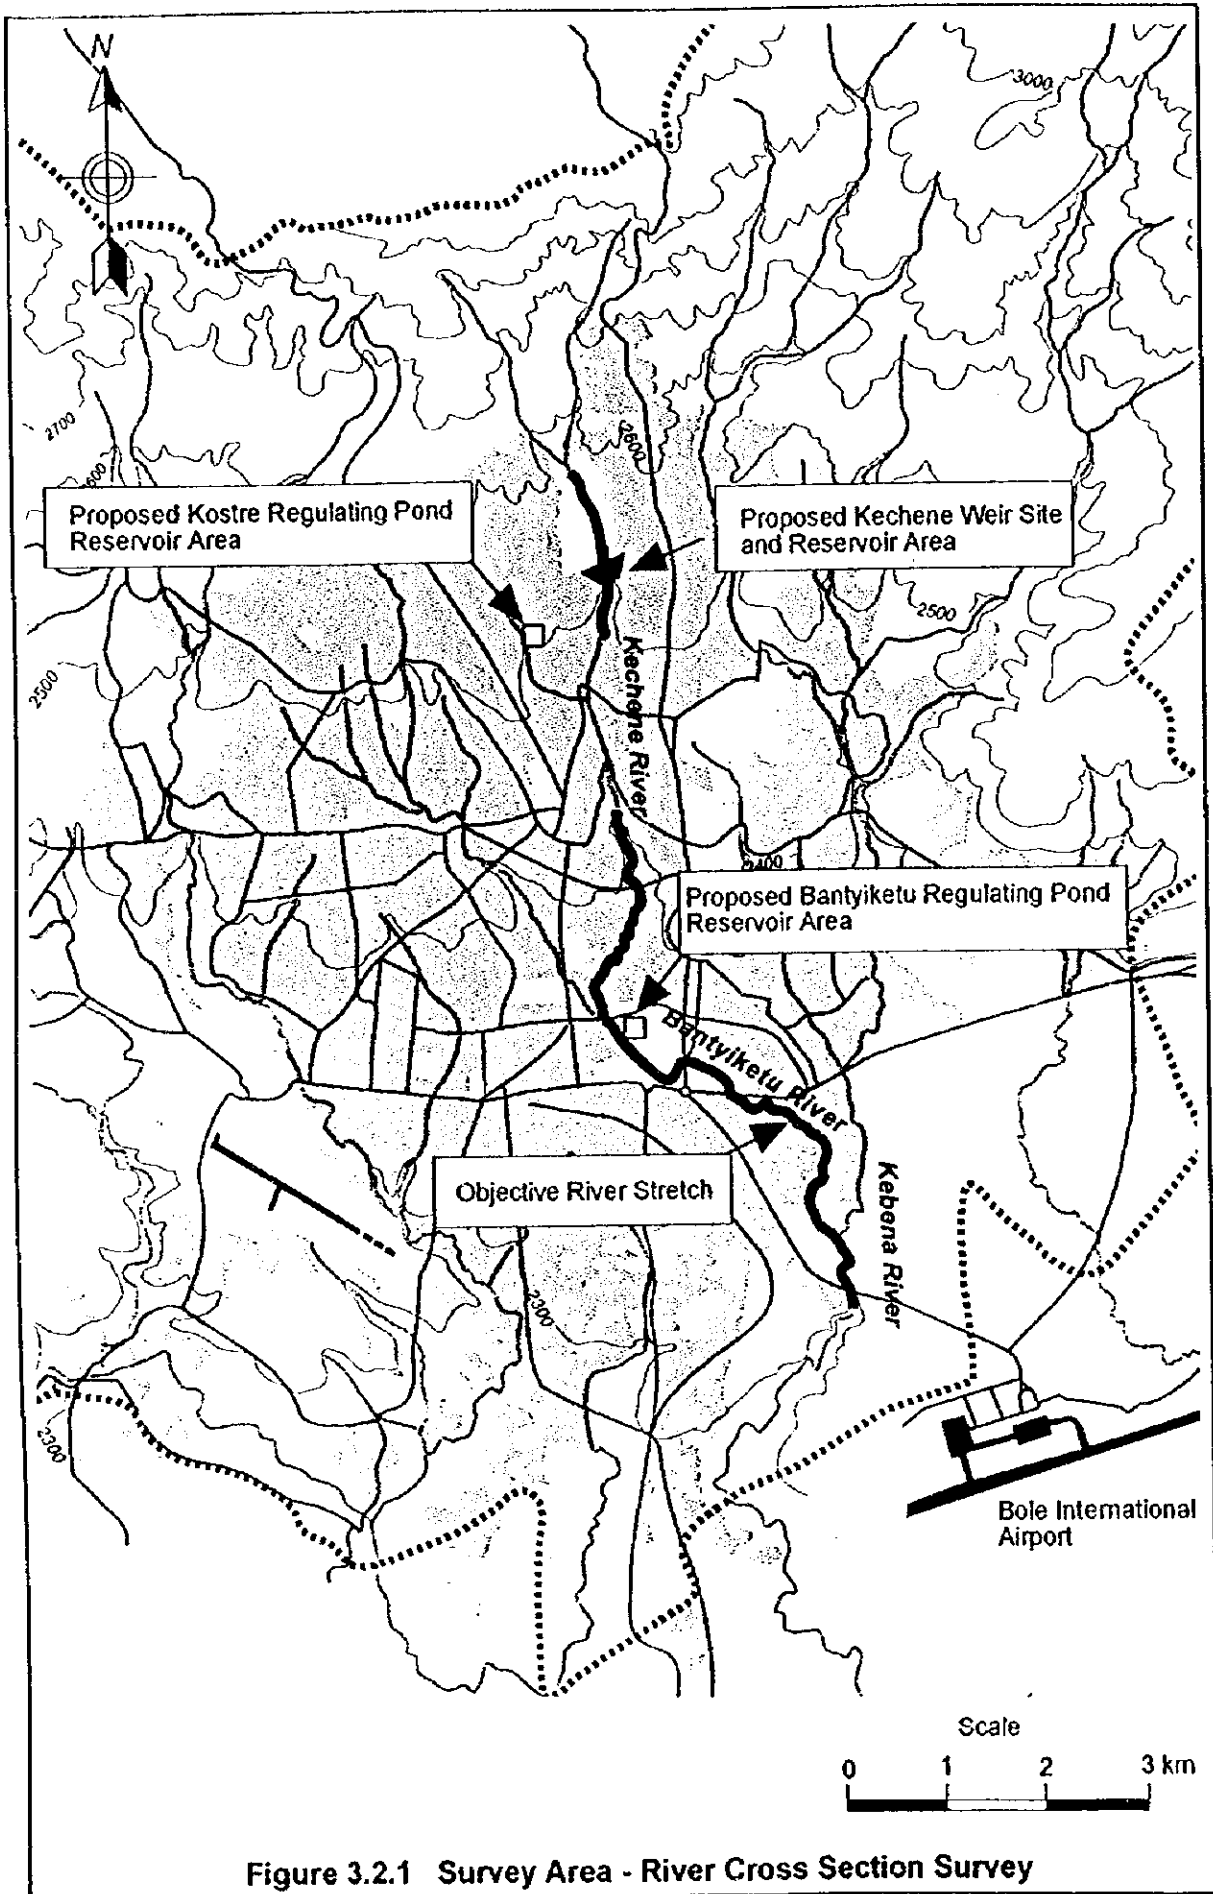 N
3000
2700
2600
600
Proposed Kostre Regulating Pond
Reservoir Area
Proposed Kechene Weir Site
and Reservoir Area
2500
2500
Kechene River
2400
Proposed Bantyiketu Regulating Pond
Reservoir Area
Bantyiketu River
Objective River Stretch
Kebena River
2300
2300
Bole International
Airport
Scale
0 1 2 3 km
Figure 3.2.1 Survey Area - River Cross Section Survey